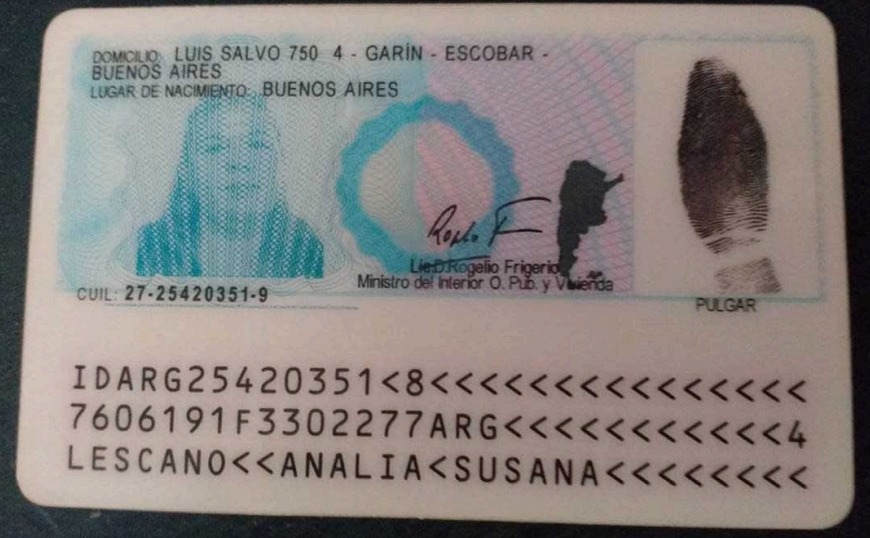 DOMICILIO: LUIS SALVO 750 4 - GARÍN - ESCOBAR -
BUENOS AIRES
LUGAR DE NACIMIENTO: BUENOS AIRES
Lic.D.Rogelio Frigerio
Ministro del Interior O. Pub. y Vivienda
CUIL: 27-25420351-9
PULGAR
IDARG25420351<8<<<<<<<<<<<<<<<
7606191F3302277ARG<<<<<<<<<<<4
LESCANO<<ANALIA<SUSANA<<<<<<<<